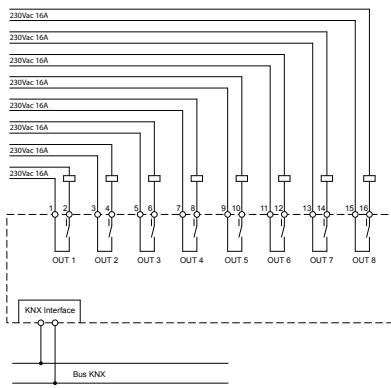 230Vac 16A
230Vac 16A
230Vac 16A
230Vac 16A
230Vac 16A
230Vac 16A
230Vac 16A
230Vac 16A
1 2 3 4 5 6 7 8 9 10 11 12 13 14 15 16
OUT 1 OUT 2 OUT 3 OUT 4 OUT 5 OUT 6 OUT 7 OUT 8
KNX Interface
Bus KNX